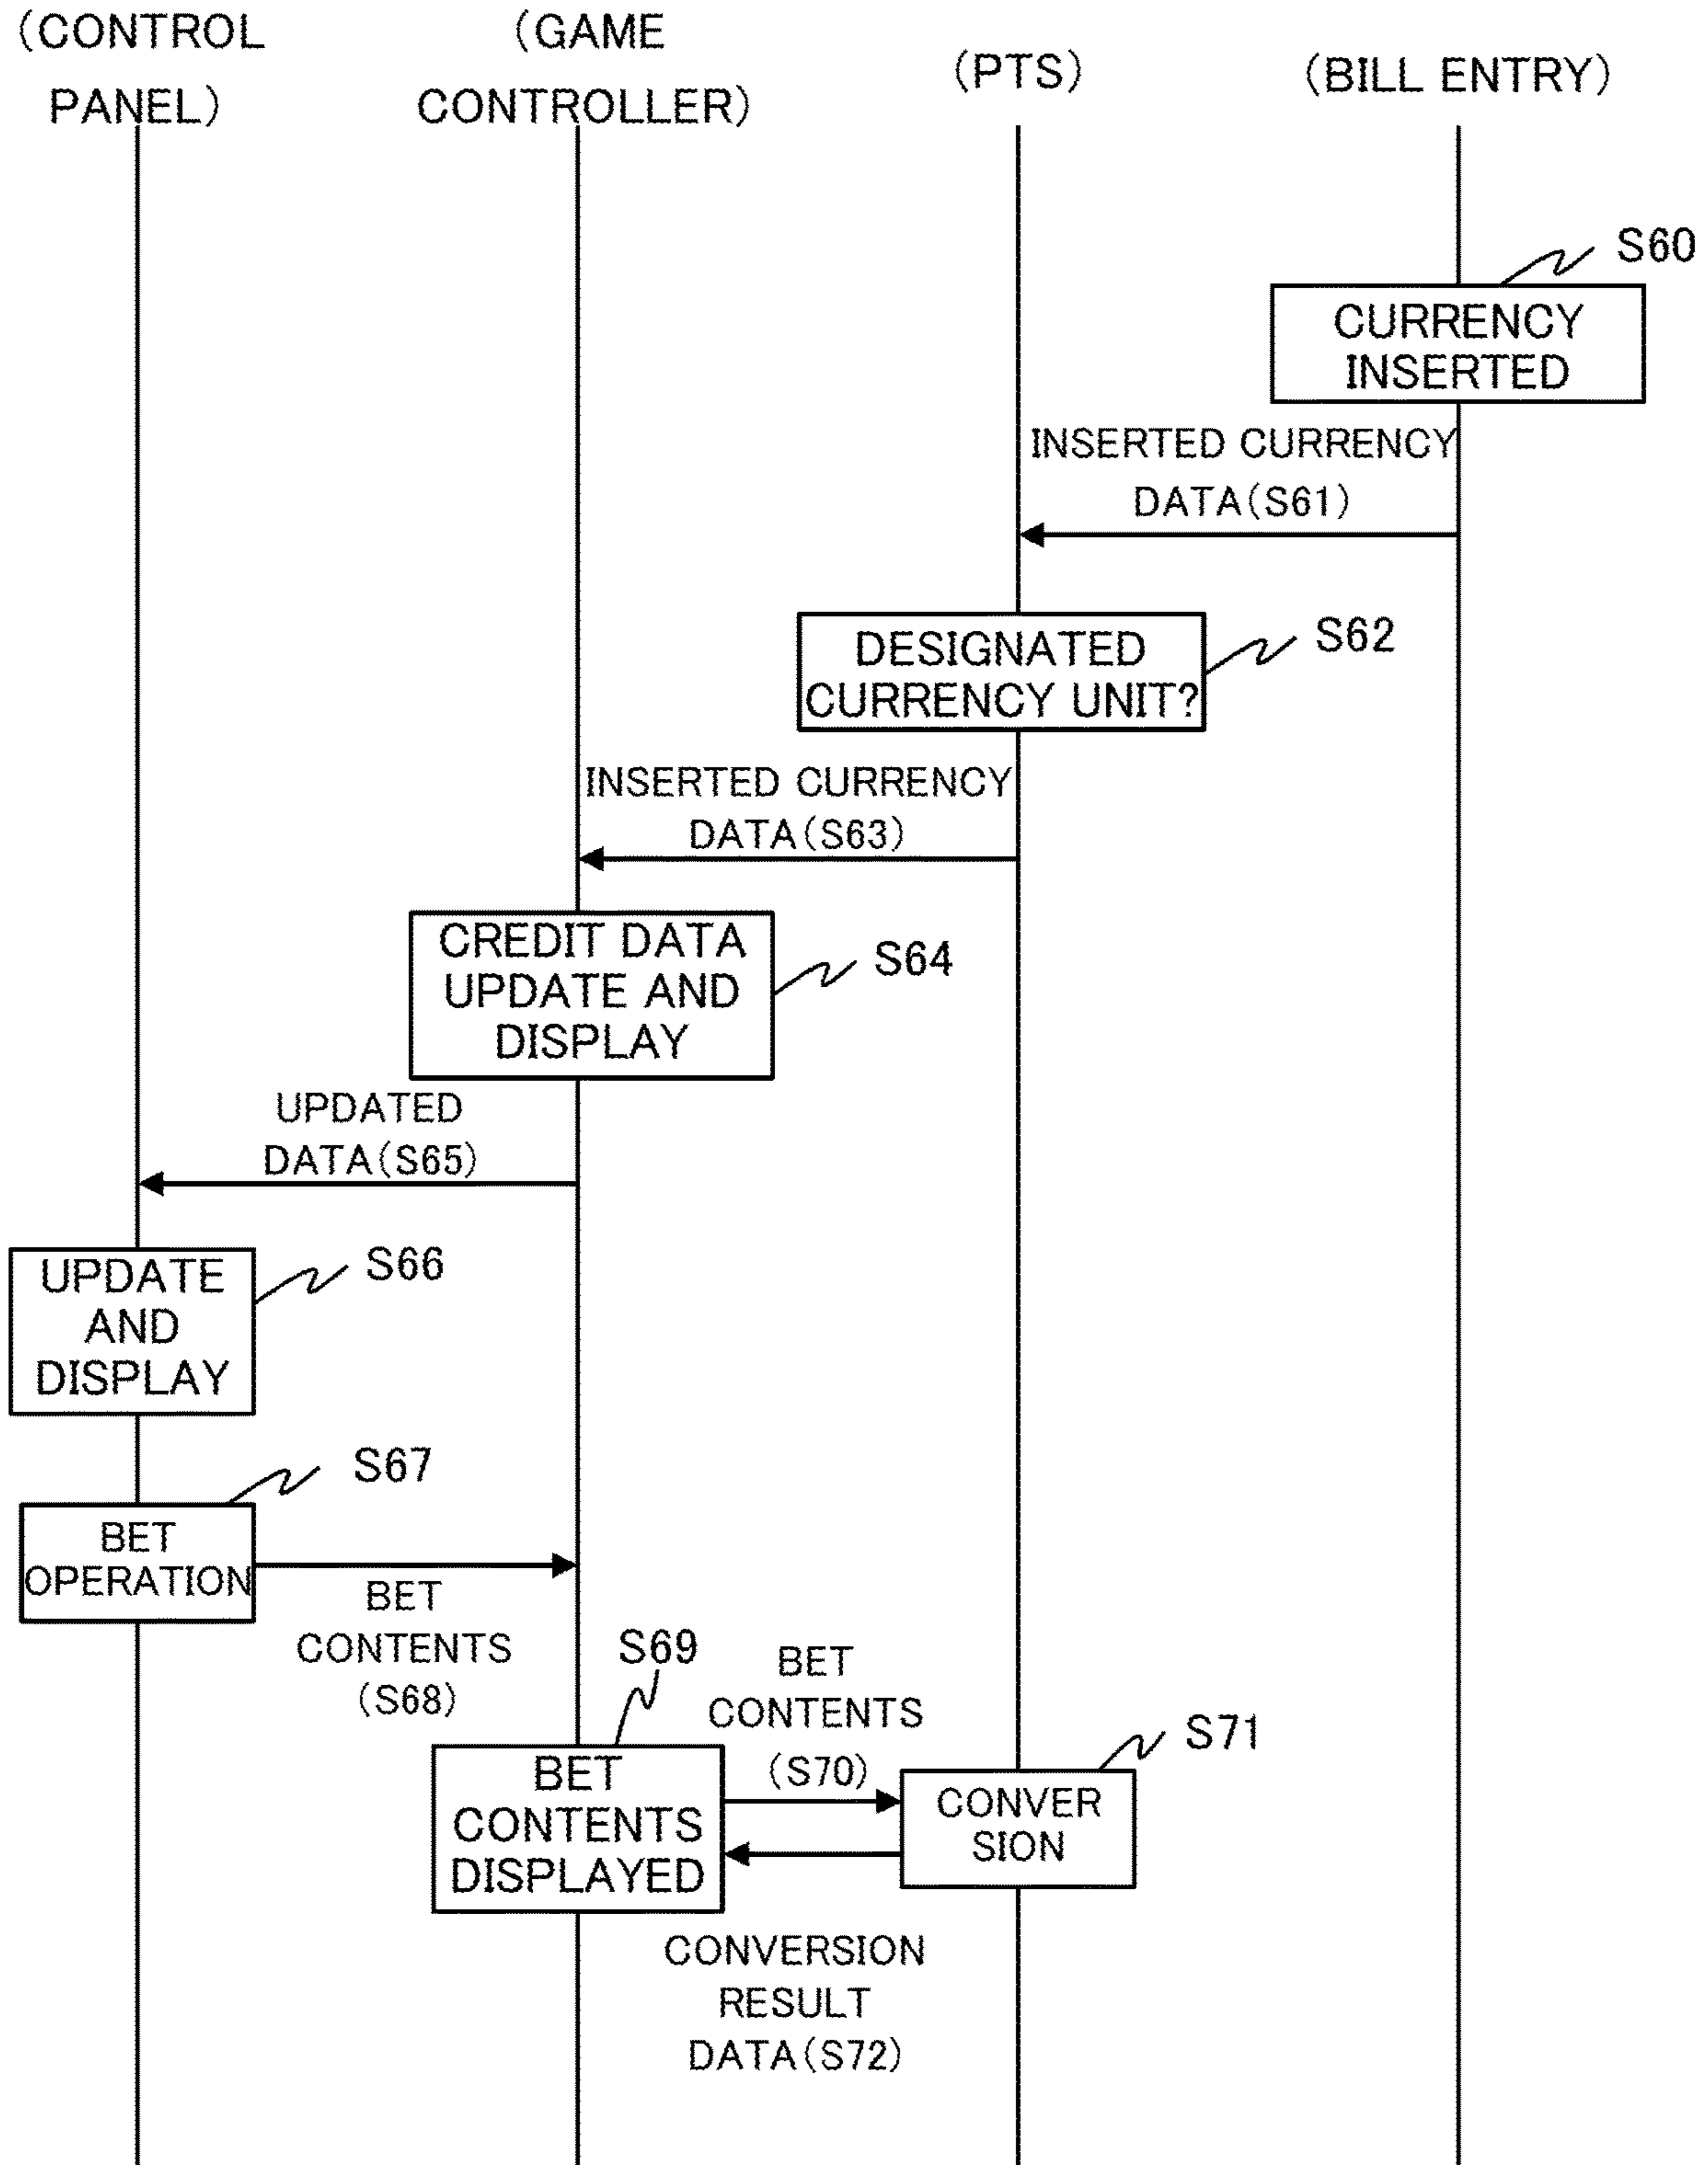 (CONTROL
PANEL)
(GAME
CONTROLLER)
(PTS)
(BILL ENTRY)
S60
CURRENCY
INSERTED
INSERTED CURRENCY
DATA(S61)
DESIGNATED
CURRENCY UNIT?
S62
INSERTED CURRENCY
DATA(S63)
CREDIT DATA
UPDATE AND
DISPLAY
S64
UPDATED
DATA(S65)
UPDATE
AND
DISPLAY
S66
S67
BET
OPERATION
BET
CONTENTS
(S68)
S69
BET
CONTENTS
(S70)
S71
BET
CONTENTS
DISPLAYED
CONVER
SION
CONVERSION
RESULT
DATA(S72)